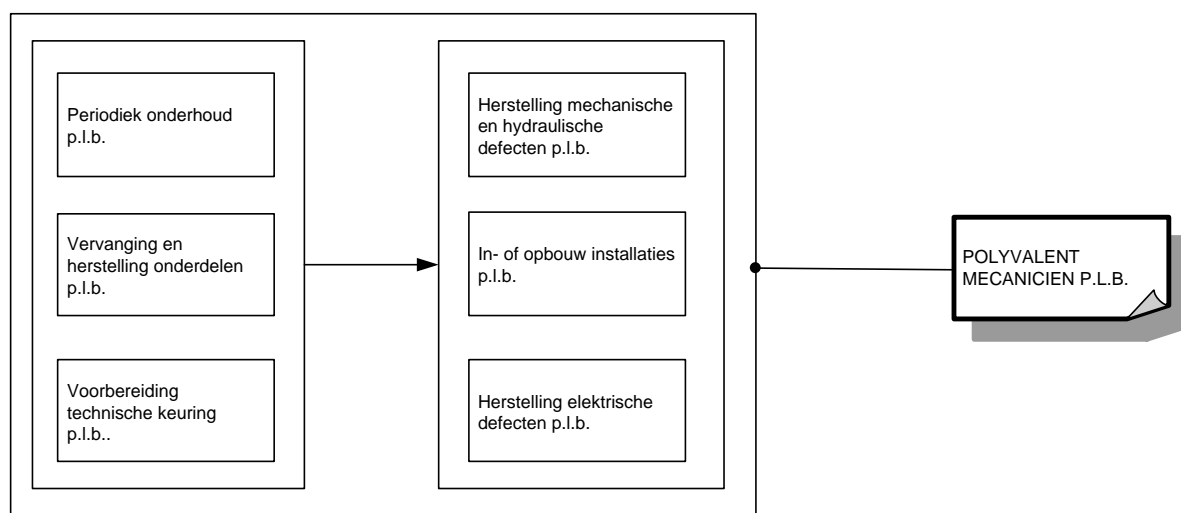 Periodiek onderhoud
p.l.b.
Vervanging en
herstelling onderdelen
p.l.b.
Voorbereiding
technische keuring
p.l.b..
Herstelling mechanische
en hydraulische
defecten p.l.b.
In- of opbouw installaties
p.l.b.
Herstelling elektrische
defecten p.l.b.
POLYVALENT
MECANICIEN P.L.B.